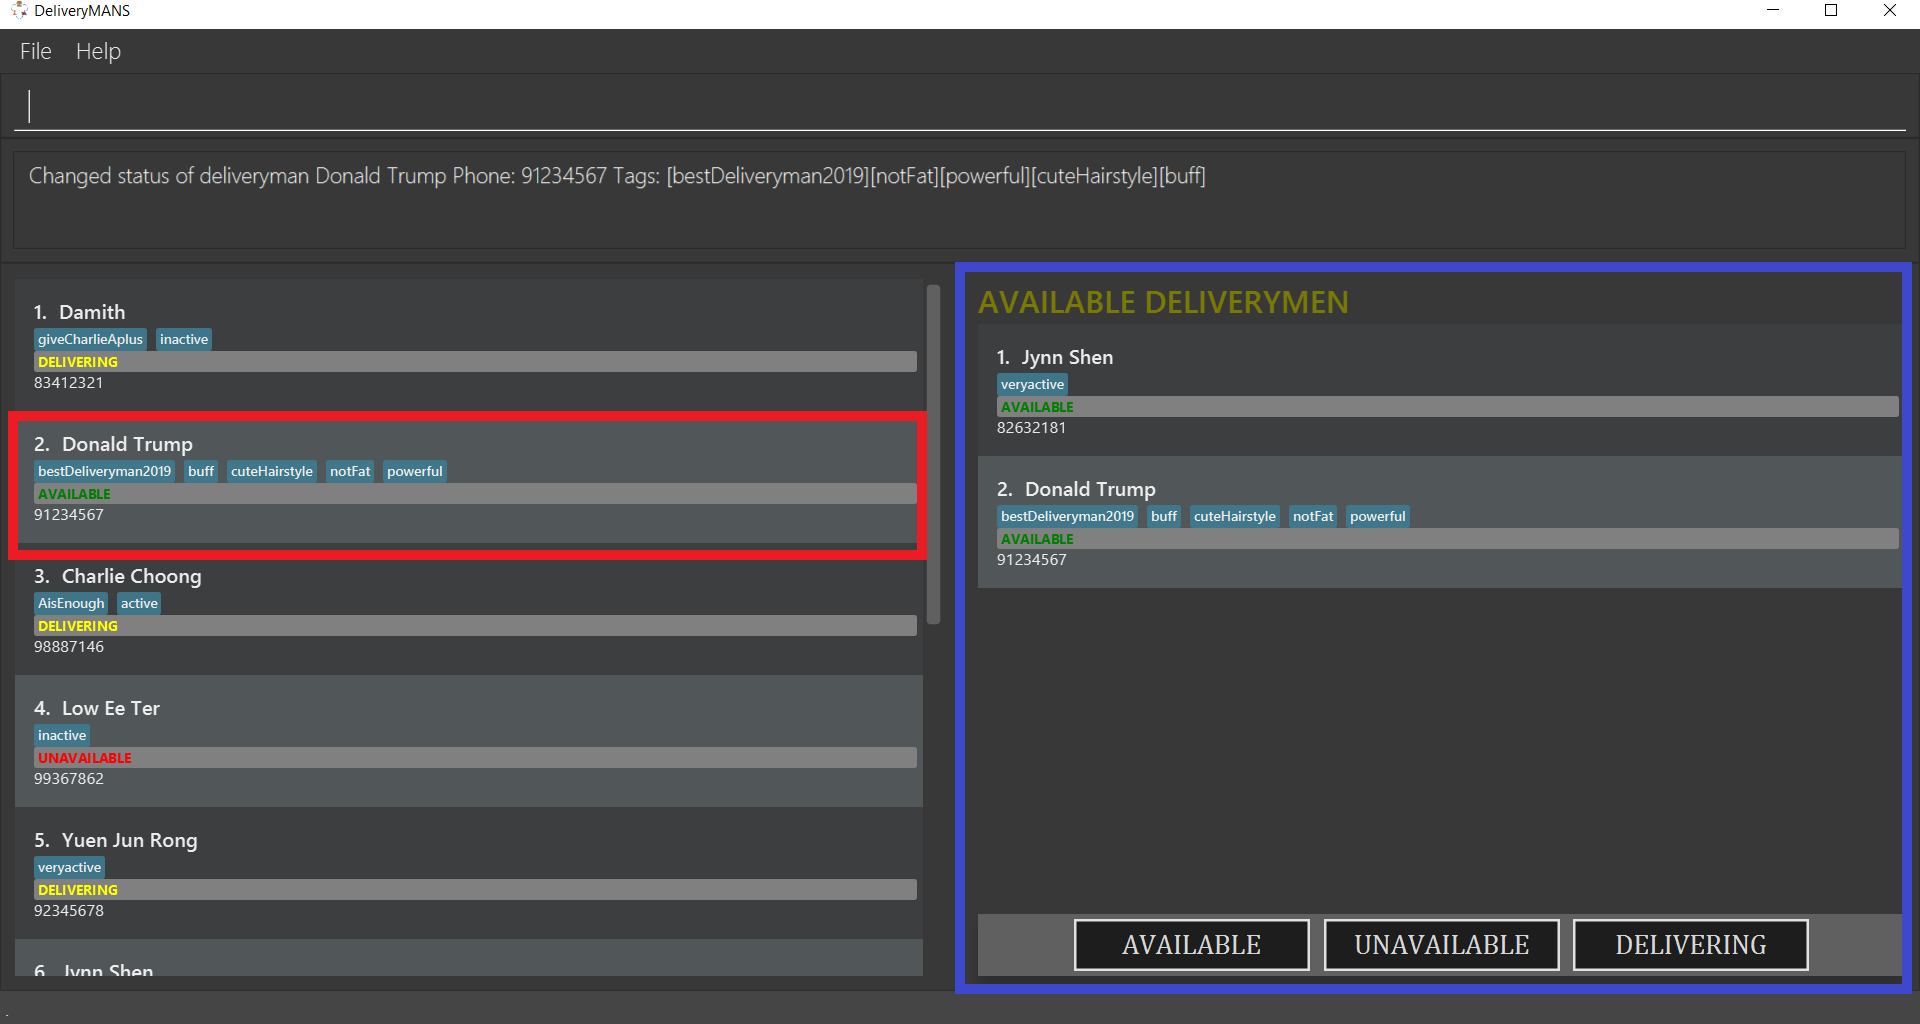 DeliveryMANS
File Help
Changed status of deliveryman Donald Trump Phone: 91234567 Tags: [bestDeliveryman2019][notFat][powerful][cuteHairstyle][buff]
1. Damith
giveCharlieAplus inactive
DELIVERING
83412321
2. Donald Trump
bestDeliveryman2019 buff cuteHairstyle notFat powerful
AVAILABLE
91234567
3. Charlie Choong
AisEnough active
DELIVERING
98887146
4. Low Ee Ter
inactive
UNAVAILABLE
99367862
5. Yuen Jun Rong
veryactive
DELIVERING
92345678
6. Jynn Shen
AVAILABLE DELIVERYMEN
1. Jynn Shen
veryactive
AVAILABLE
82632181
2. Donald Trump
bestDeliveryman2019 buff cuteHairstyle notFat powerful
AVAILABLE
91234567
AVAILABLE UNAVAILABLE DELIVERING